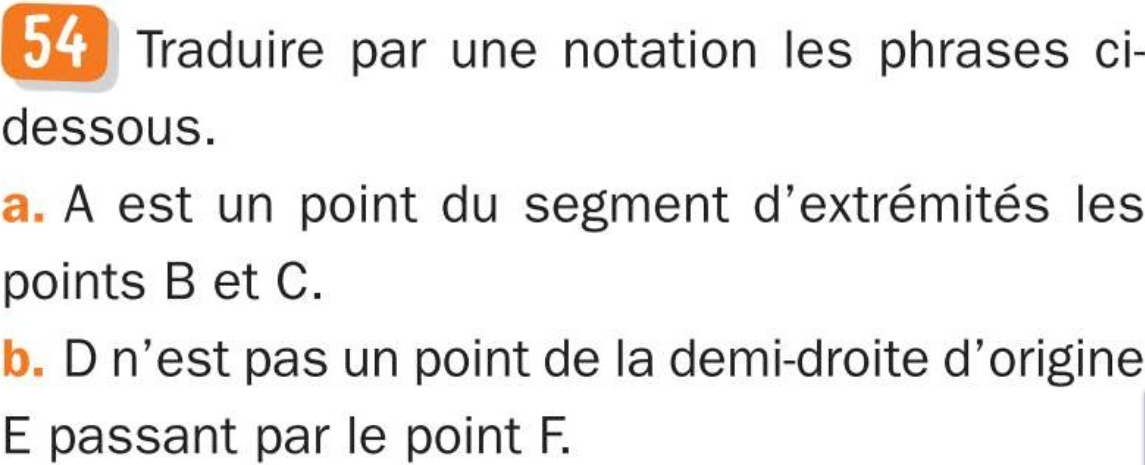 54 Traduire par une notation les phrases ci-
dessous.
a. A est un point du segment d’extrémités les
points B et C.
b. D n’est pas un point de la demi-droite d’origine
E passant par le point F.